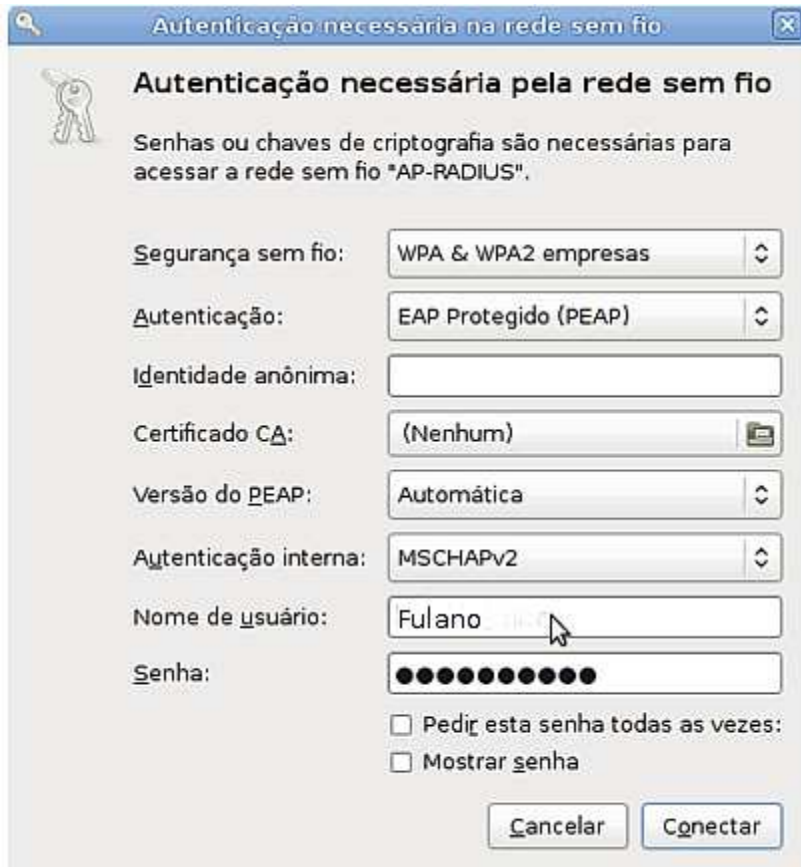 Autenticação necessária na rede sem fio
Autenticação necessária pela rede sem fio
Senhas ou chaves de criptografia são necessárias para
acessar a rede sem fio "AP-RADIUS".
Segurança sem fio: WPA & WPA2 empresas
Autenticação: EAP Protegido (PEAP)
Identidade anônima:
Certificado CA: (Nenhum)
Versão do PEAP: Automática
Autenticação interna: MSCHAPv2
Nome de usuário: Fulano
Senha: ●●●●●●●●●●
Pedir esta senha todas as vezes:
Mostrar senha
Cancelar Conectar